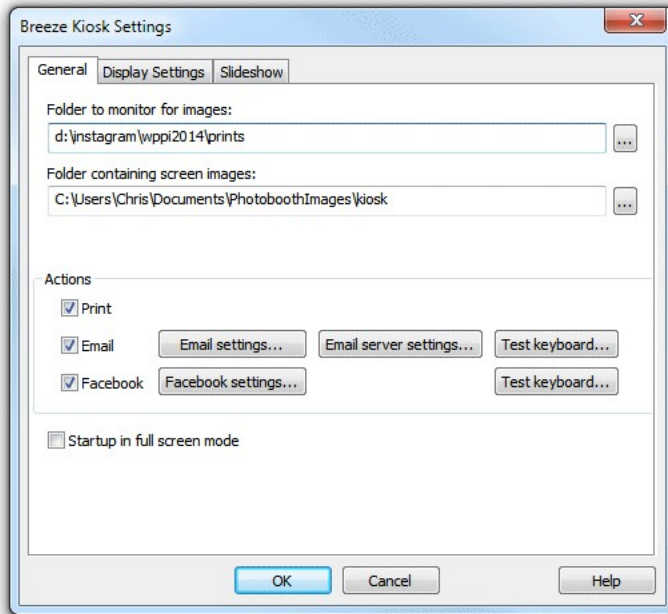 Breeze Kiosk Settings
General Display Settings Slideshow
Folder to monitor for images:
d:\instagram\wppi2014\prints
...
Folder containing screen images:
C:\Users\Chris\Documents\PhotoboothImages\kiosk
...
Actions
Print
Email Email settings... Email server settings... Test keyboard...
Facebook Facebook settings... Test keyboard...
Startup in full screen mode
OK Cancel Help